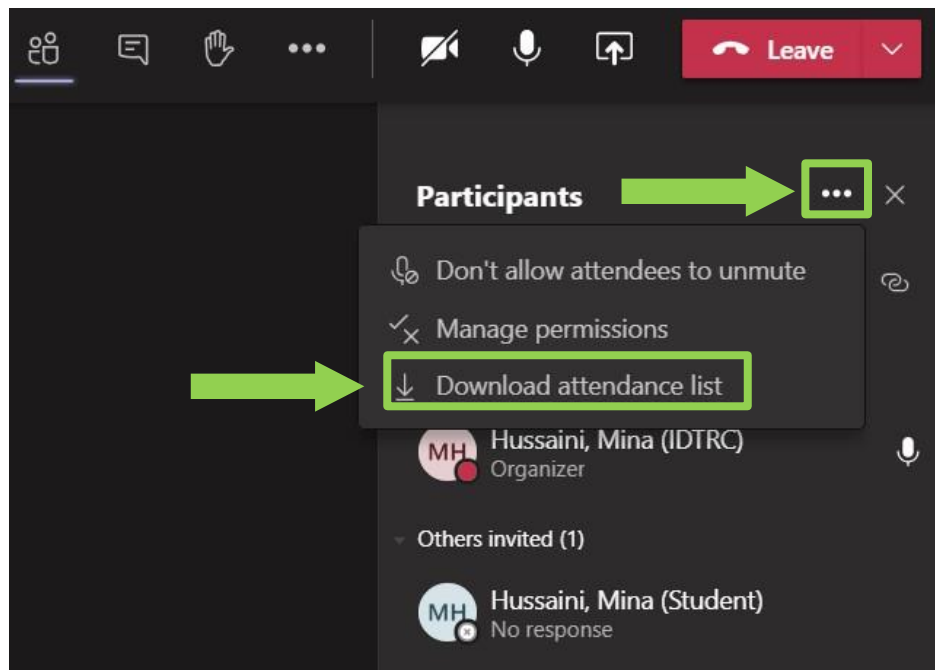 Leave
Participants
Don't allow attendees to unmute
Manage permissions
Download attendance list
MH
Hussaini, Mina (IDTRC)
Organizer
Others invited (1)
MH
Hussaini, Mina (Student)
No response